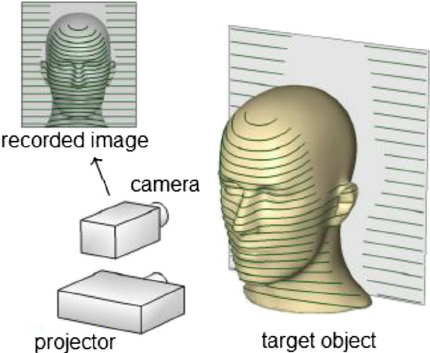 recorded image
camera
projector
target object